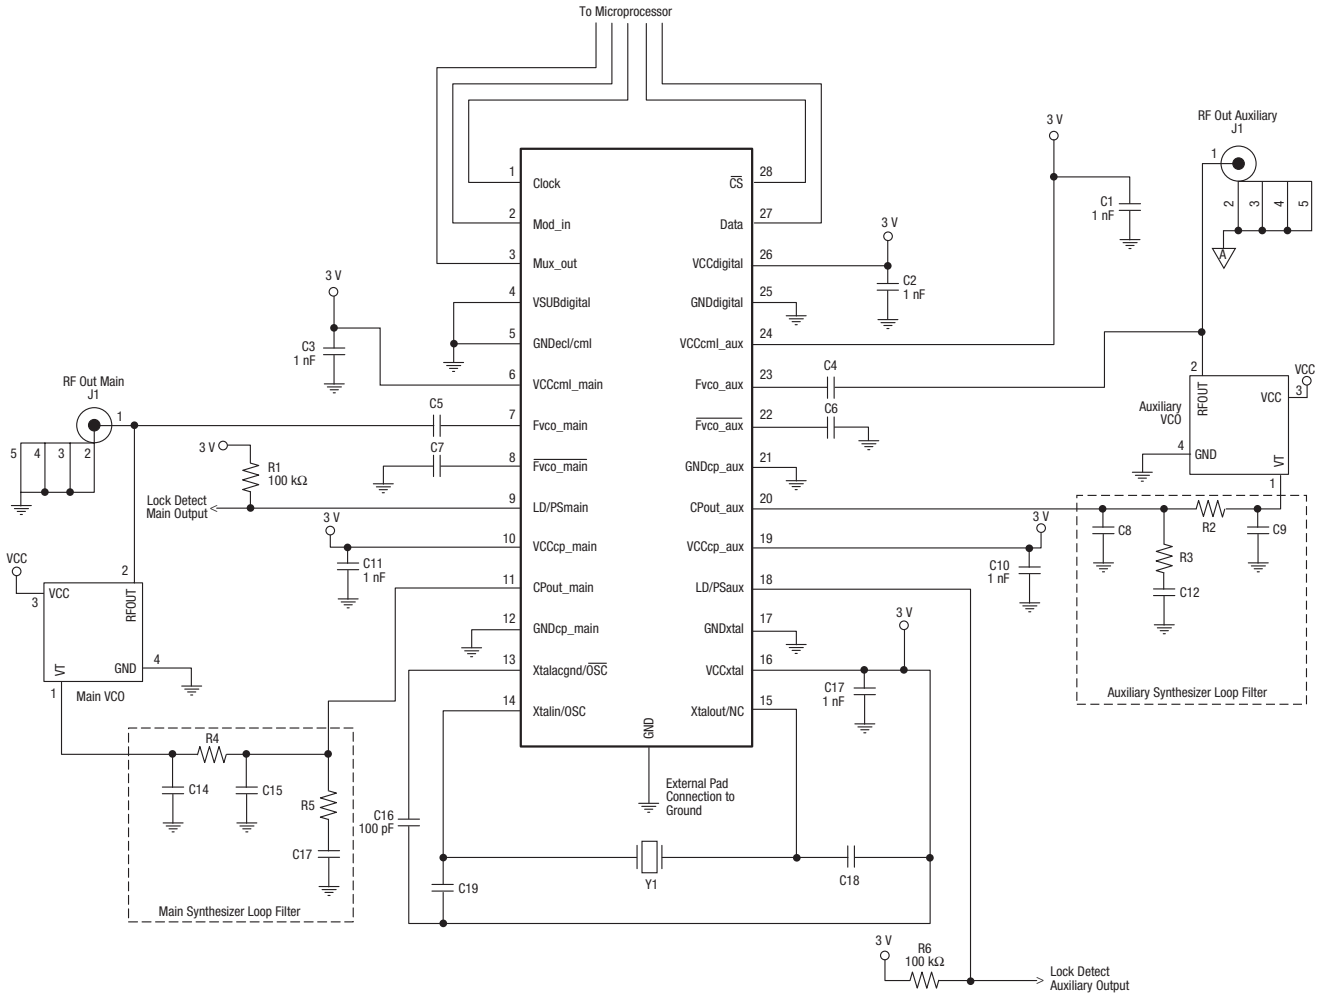 To Microprocessor
3 V
RF Out Auxiliary
J1
1
2
3
4
5
A
C1
1 nF
1
Clock
2
Mod_in
3
Mux_out
4
VSUBdigital
5
GNDecl/cml
6
VCCcml_main
7
Fvco_main
8
Fvco_main
9
LD/PSmain
10
VCCcp_main
11
CPout_main
12
GNDcp_main
13
Xtalacgnd/OSC
14
Xtalin/OSC
28
CS
27
Data
26
VCCdigital
25
GNDdigital
24
VCCcml_aux
23
Fvco_aux
22
Fvco_aux
21
GNDcp_aux
20
CPout_aux
19
VCCcp_aux
18
LD/PSaux
17
GNDxtal
16
VCCxtal
15
Xtalout/NC
GND
External Pad
Connection to
Ground
3 V
C2
1 nF
3 V
C3
1 nF
C4
C6
C5
C7
RF Out Main
J1
1
5
4
3
2
3 V
R1
100 kΩ
Lock Detect
Main Output
3 V
C11
1 nF
VCC
3
VCC
2
RFOUT
VT
1
GND
4
Main VCO
R4
C14
C15
R5
C17
Main Synthesizer Loop Filter
C16
100 pF
C19
Y1
C18
3 V
C17
1 nF
3 V
C10
1 nF
2
RFOUT
VCC
3
VCC
Auxiliary
VCO
4
GND
VT
1
C8
R2
C9
R3
C12
Auxiliary Synthesizer Loop Filter
3 V
R6
100 kΩ
Lock Detect
Auxiliary Output